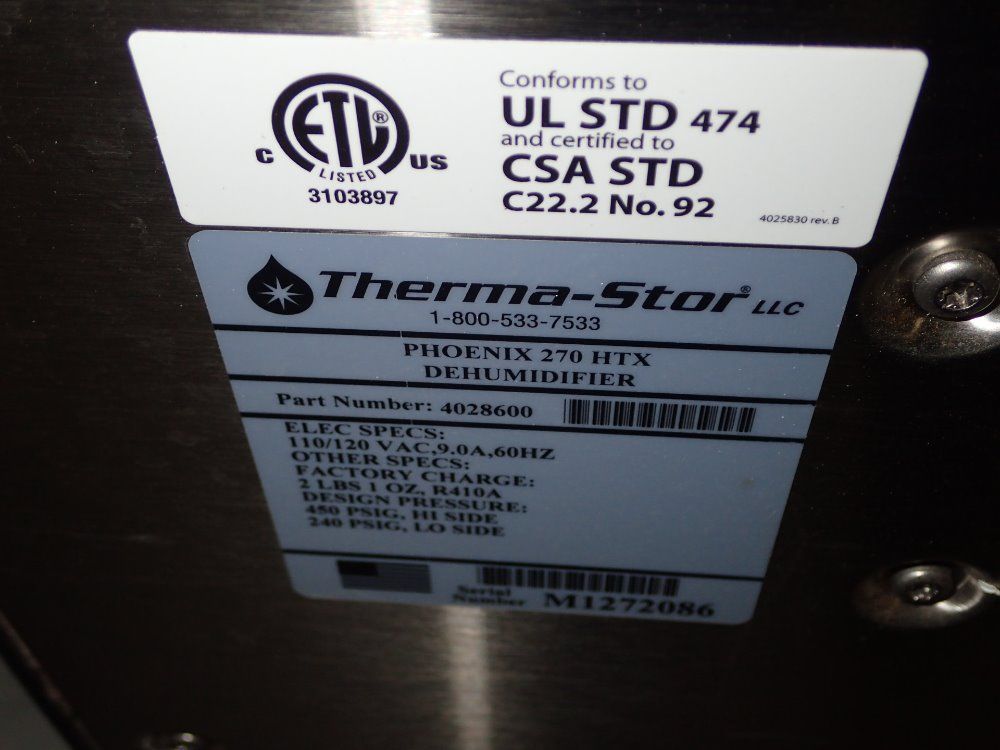 C ETL® US
LISTED
3103897
Conforms to
UL STD 474
and certified to
CSA STD
C22.2 No. 92
4025830 rev. B
Therma-Stor® LLC
1-800-533-7533
PHOENIX 270 HTX
DEHUMIDIFIER
Part Number: 4028600
ELEC SPECS:
110/120 VAC,9.0A,60HZ
OTHER SPECS:
FACTORY CHARGE:
2 LBS 1 OZ, R410A
DESIGN PRESSURE:
450 PSIG, HI SIDE
240 PSIG, LO SIDE
Serial
Number M1272086